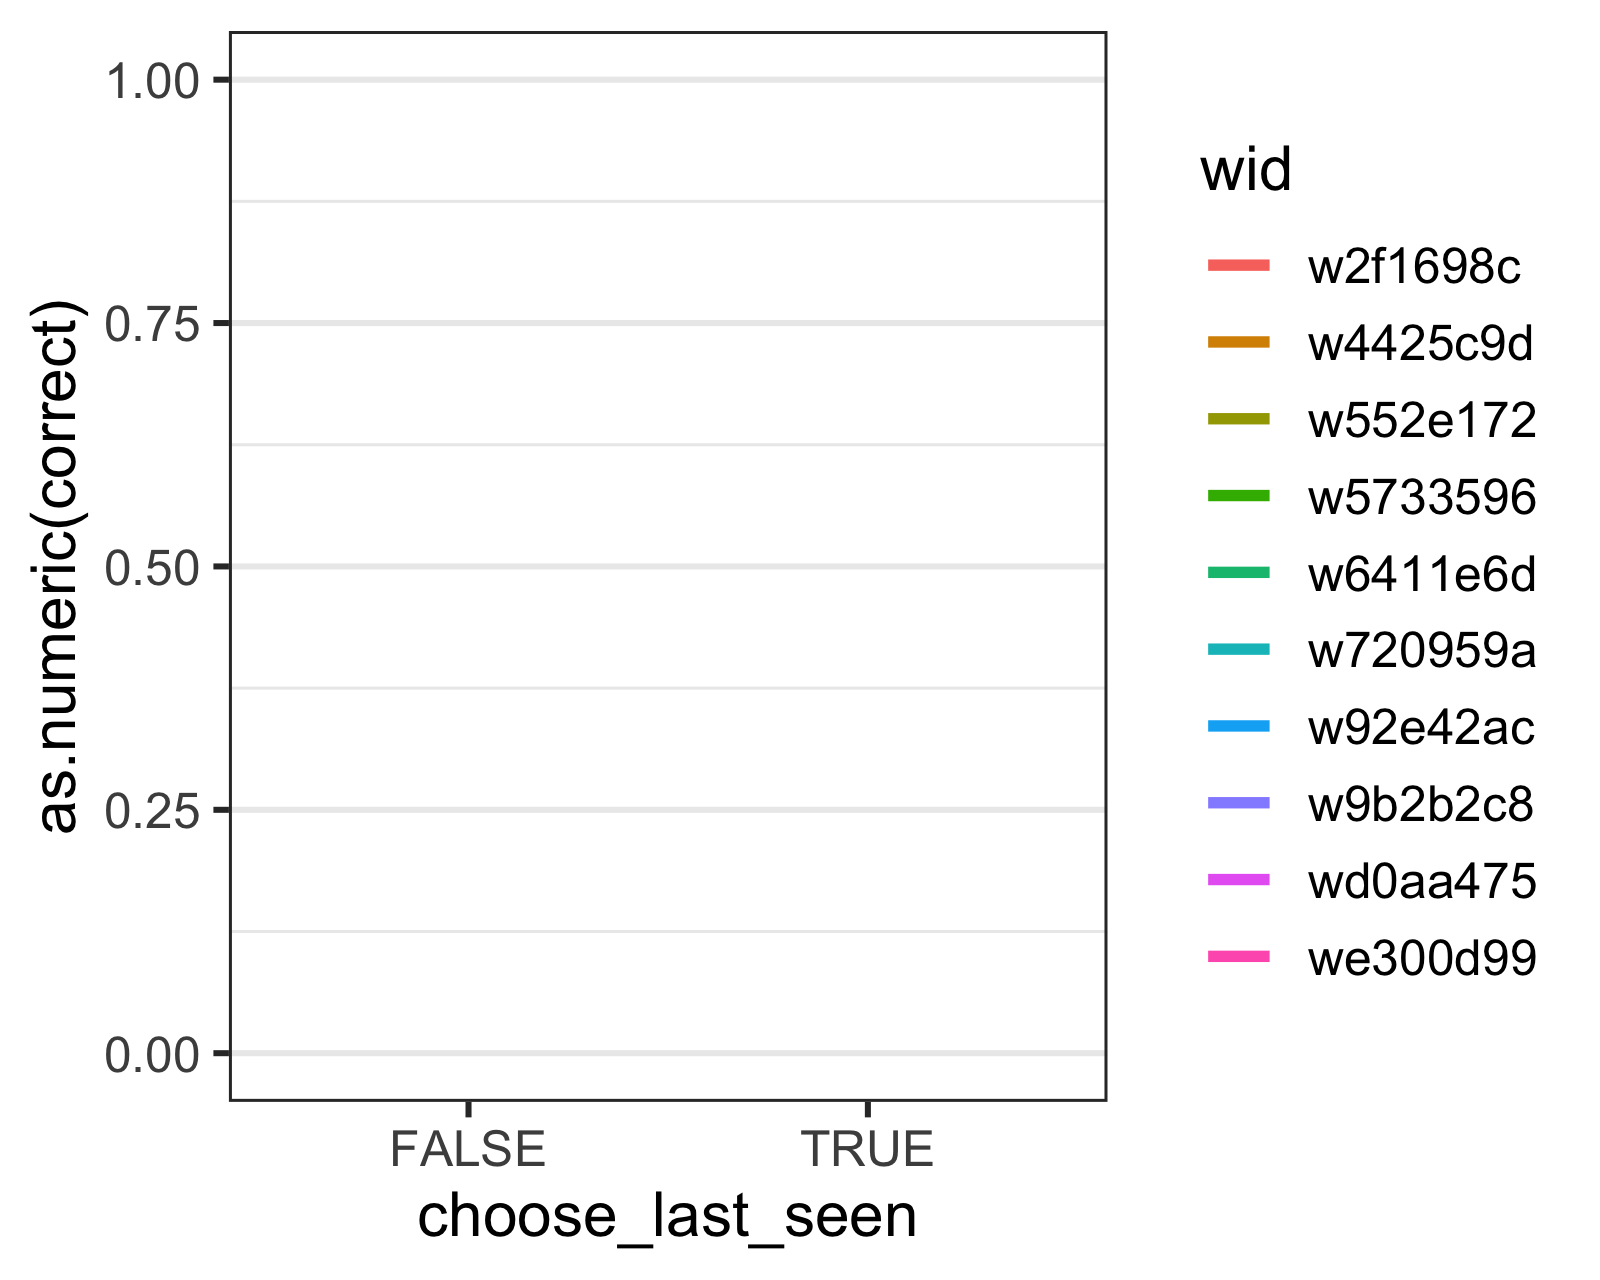 as.numeric(correct)
1.00
0.75
0.50
0.25
0.00
FALSE
TRUE
choose_last_seen
wid
w2f1698c
w4425c9d
w552e172
w5733596
w6411e6d
w720959a
w92e42ac
w9b2b2c8
wd0aa475
we300d99